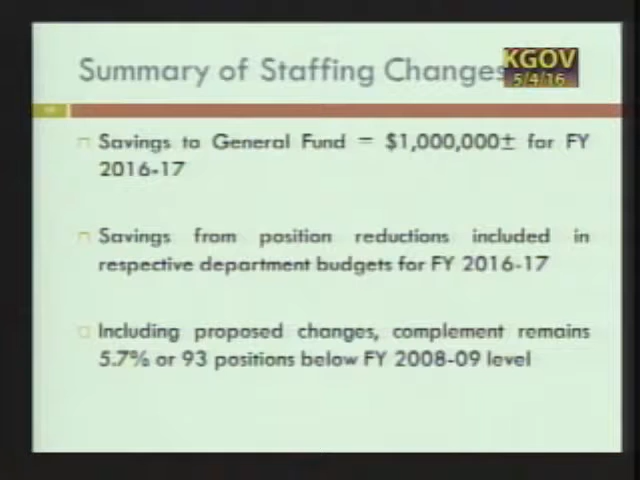 Summary of Staffing Changes
KGOV
5/4/16
Savings to General Fund = $1,000,000± for FY
2016-17
Savings from position reductions included in
respective department budgets for FY 2016-17
Including proposed changes, complement remains
5.7% or 93 positions below FY 2008-09 level